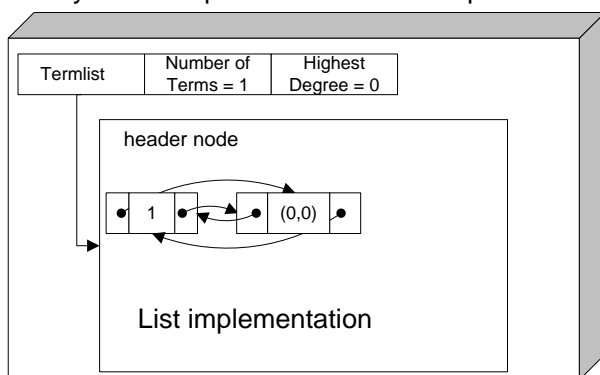 Termlist
Number of
Terms = 1
Highest
Degree = 0
header node
1
(0,0)
List implementation